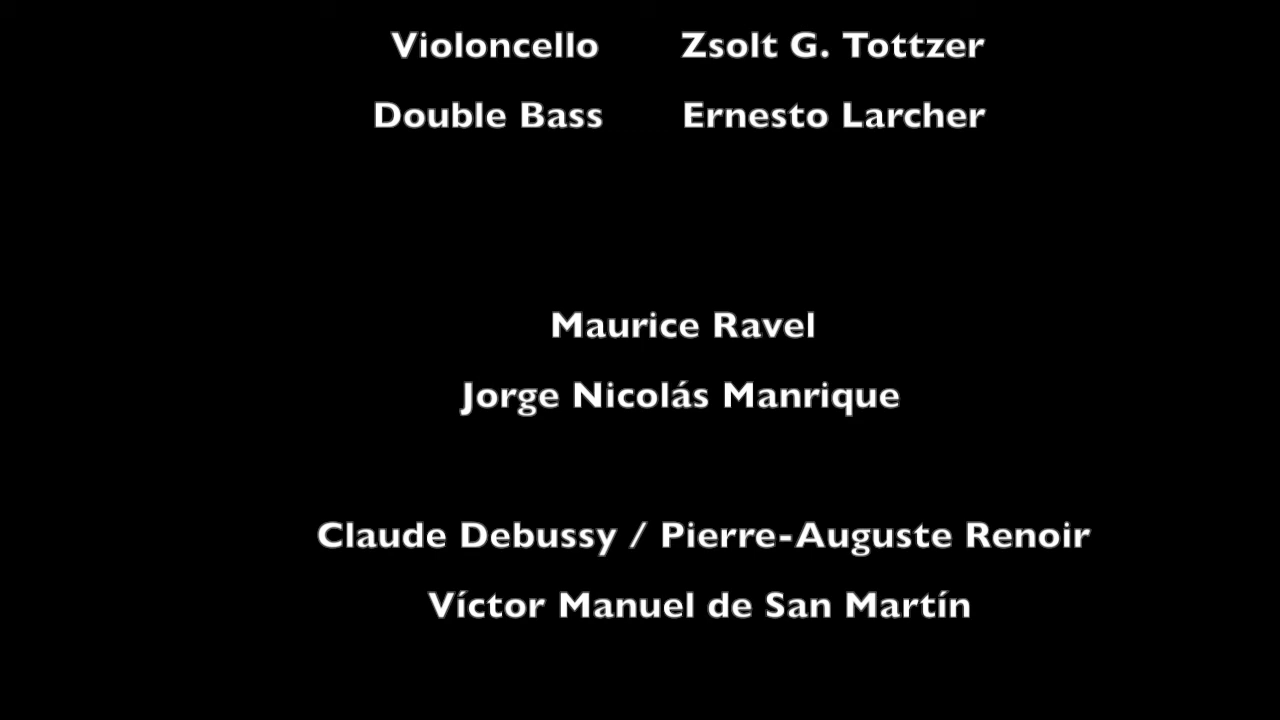 Violoncello Zsolt G. Tottzer
Double Bass Ernesto Larcher
Maurice Ravel
Jorge Nicolás Manrique
Claude Debussy / Pierre-Auguste Renoir
Víctor Manuel de San Martín